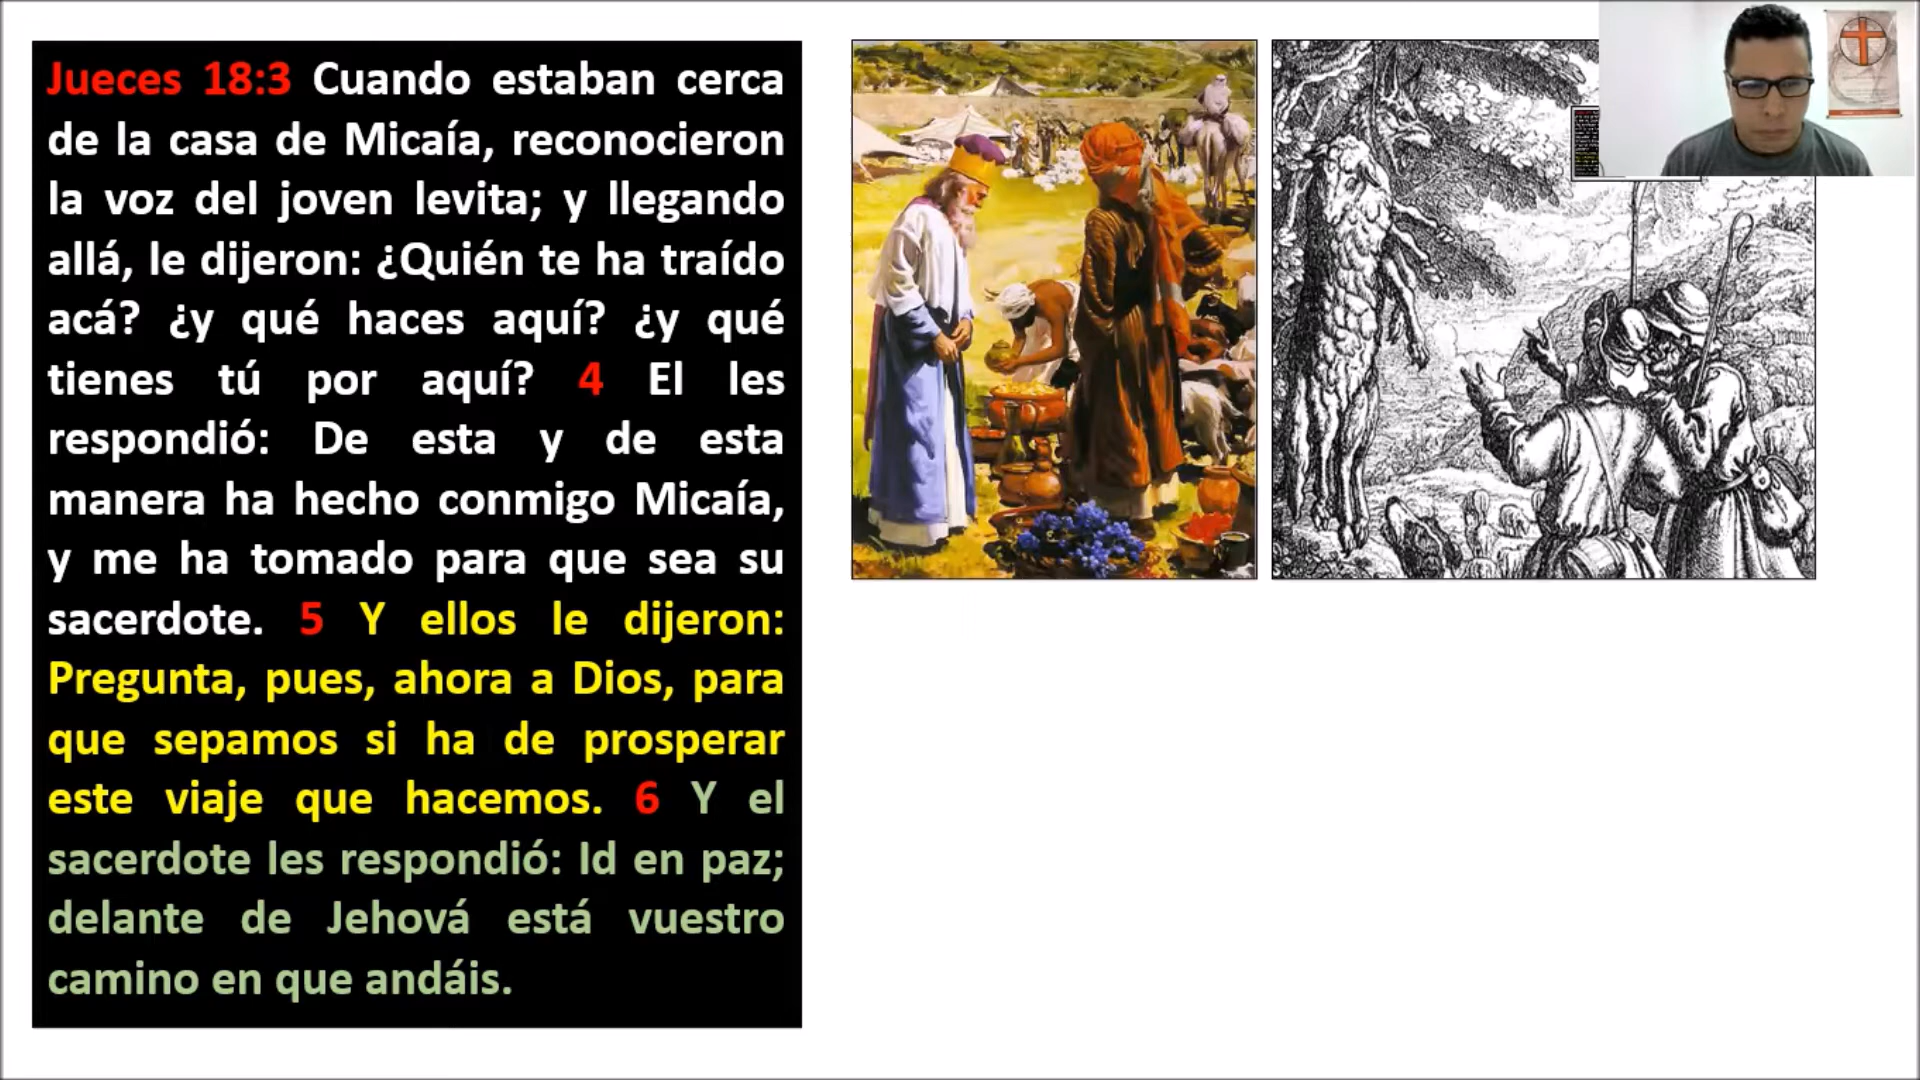 Jueces 18:3 Cuando estaban cerca
de la casa de Micaía, reconocieron
la voz del joven levita; y llegando
allá, le dijeron: ¿Quién te ha traído
acá? ¿y qué haces aquí? ¿y qué
tienes tú por aquí? 4 El les
respondió: De esta y de esta
manera ha hecho conmigo Micaía,
y me ha tomado para que sea su
sacerdote. 5 Y ellos le dijeron:
Pregunta, pues, ahora a Dios, para
que sepamos si ha de prosperar
este viaje que hacemos. 6 Y el
sacerdote les respondió: Id en paz;
delante de Jehová está vuestro
camino en que andáis.